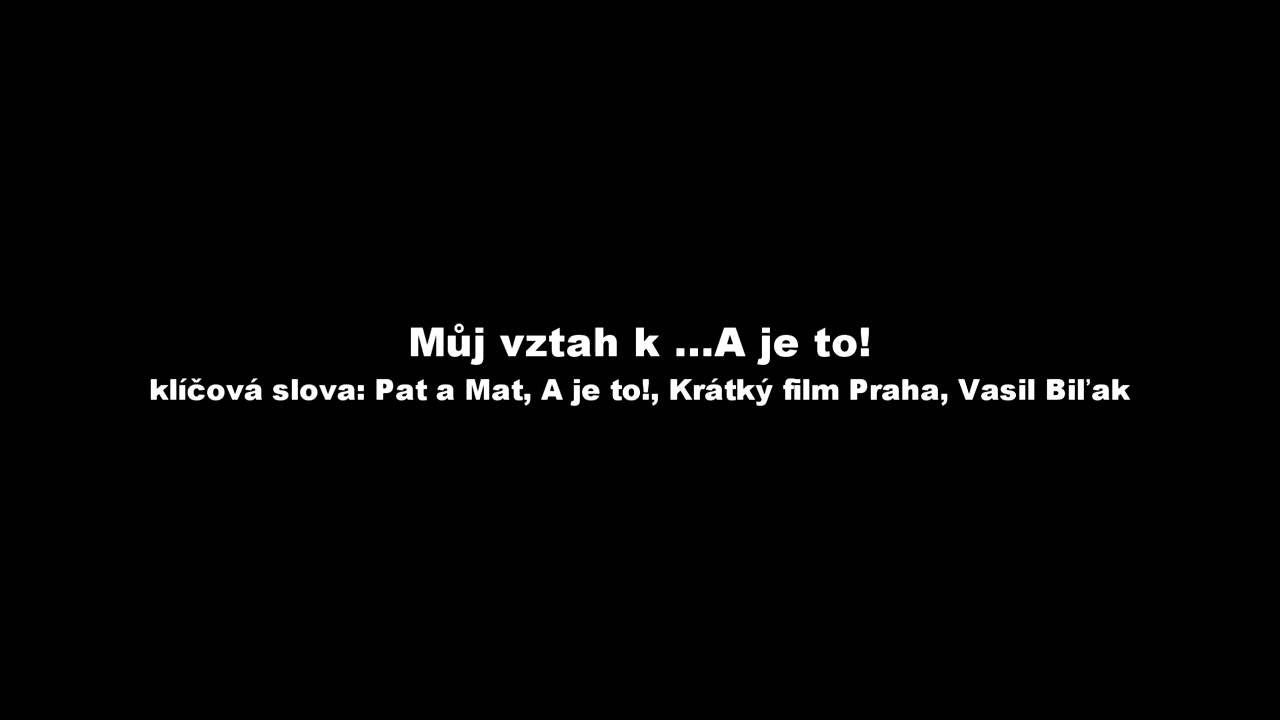 Můj vztah k ...A je to!
klíčová slova: Pat a Mat, A je to!, Krátký film Praha, Vasil Biľak